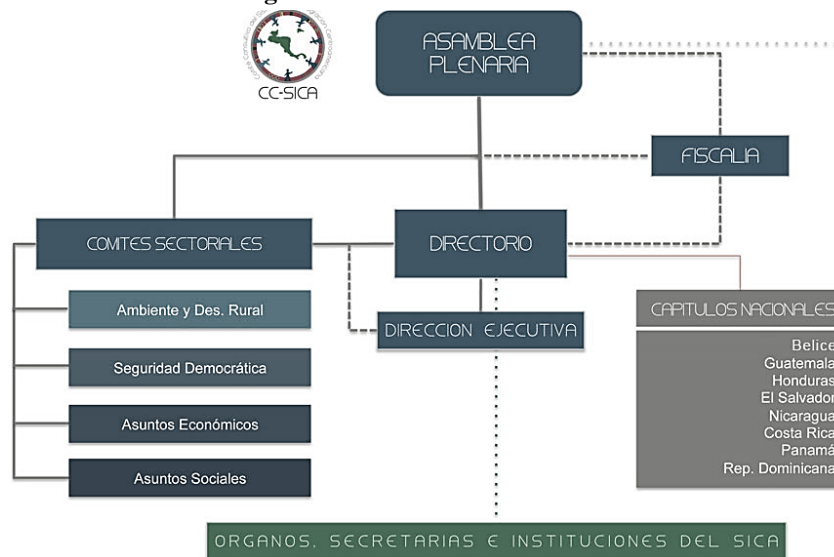 CC-SICA
ASAMBLEA
PLENARIA
FISCALIA
COMITES SECTORIALES
DIRECTORIO
Ambiente y Des. Rural
Seguridad Democrática
Asuntos Económicos
Asuntos Sociales
DIRECCION EJECUTIVA
CAPITULOS NACIONALES
Belice
Guatemala
Honduras
El Salvador
Nicaragua
Costa Rica
Panamá
Rep. Dominicana
ORGANOS, SECRETARIAS E INSTITUCIONES DEL SICA